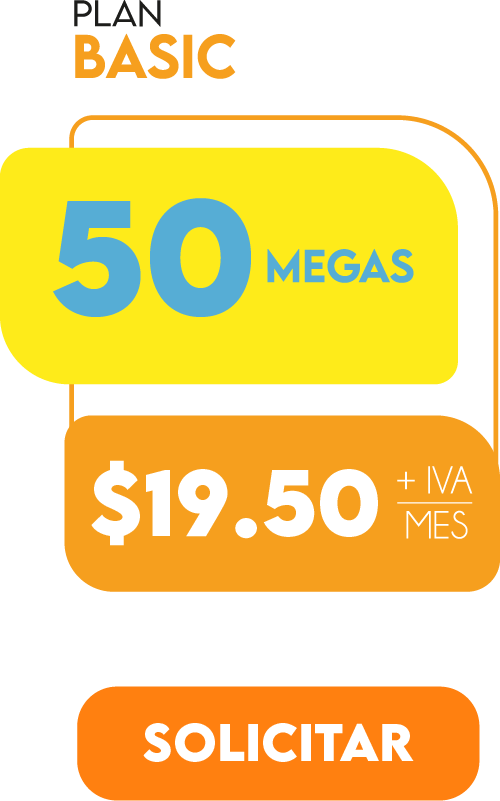 PLAN
BASIC
50 MEGAS
$19.50 + IVA
MES
SOLICITAR